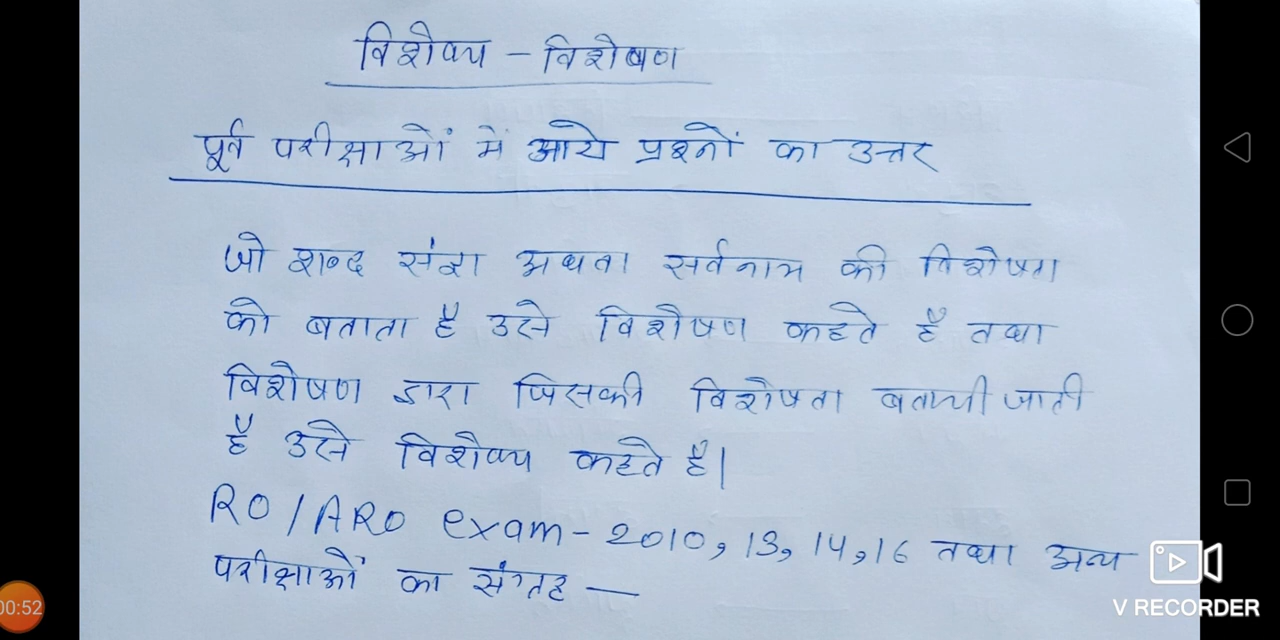 विशेष्य - विशेषण
पूर्व परीक्षाओं में आये प्रश्नों का उत्तर
जो शब्द संज्ञा अथवा सर्वनाम की विशेषता
को बताता है उसे विशेषण कहते हैं तथा
विशेषण द्वारा जिसकी विशेषता बतायी जाती
है उसे विशेष्य कहते हैं|
RO/ARO exam - 2010, 13, 14, 16 तथा अन्य
परीक्षाओं का संग्रह —
00:52
V RECORDER